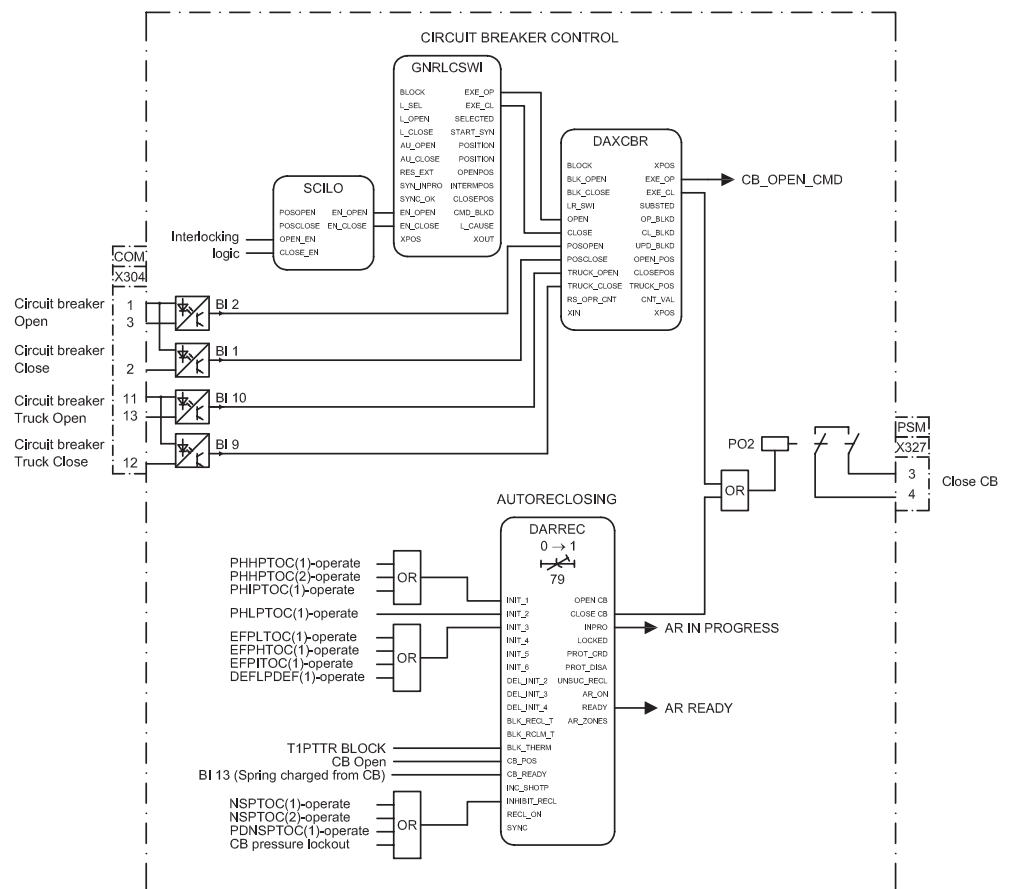 CIRCUIT BREAKER CONTROL
GNRLCSWI
BLOCK EXE_OP
L_SEL EXE_CL
L_OPEN SELECTED
L_CLOSE START_SYN
AU_OPEN POSITION
AU_CLOSE POSITION
RES_EXT OPENPOS
SYN_INPRO INTERMPOS
SYNC_OK CLOSEPOS
EN_OPEN CMD_BLKD
EN_CLOSE L_CAUSE
XPOS XOUT
DAXCBR
BLOCK XPOS
BLK_OPEN EXE_OP
BLK_CLOSE EXE_CL
LR_SWI SUBSTED
OPEN OP_BLKD
CLOSE CL_BLKD
POSOPEN UPD_BLKD
POSCLOSE OPEN_POS
TRUCK_OPEN CLOSEPOS
TRUCK_CLOSE TRUCK_POS
RS_OPR_CNT CNT_VAL
XIN XPOS
CB_OPEN_CMD
SCILO
POSOPEN EN_OPEN
POSCLOSE EN_CLOSE
OPEN_EN
CLOSE_EN
Interlocking
logic
COM
X304
Circuit breaker
Open
1
3
BI 2
Circuit breaker
Close
2
BI 1
Circuit breaker
Truck Open
11
13
BI 10
Circuit breaker
Truck Close
12
BI 9
PO2
OR
PSM
X327
3
4
Close CB
AUTORECLOSING
DARREC
0 → 1
79
INIT_1 OPEN CB
INIT_2 CLOSE CB
INIT_3 INPRO
INIT_4 LOCKED
INIT_5 PROT_CRD
INIT_6 PROT_DISA
DEL_INIT_2 UNSUC_RECL
DEL_INIT_3 AR_ON
DEL_INIT_4 READY
BLK_RECL_T AR_ZONES
BLK_RCLM_T
BLK_THERM
CB_POS
CB_READY
INC_SHOTP
INHIBIT_RECL
RECL_ON
SYNC
PHHPTOC(1)-operate
PHHPTOC(2)-operate
PHIPTOC(1)-operate
OR
PHLPTOC(1)-operate
EFPLTOC(1)-operate
EFPHTOC(1)-operate
EFPITOC(1)-operate
DEFLPDEF(1)-operate
OR
AR IN PROGRESS
AR READY
T1PTTR BLOCK
CB Open
BI 13 (Spring charged from CB)
NSPTOC(1)-operate
NSPTOC(2)-operate
PDNSPTOC(1)-operate
CB pressure lockout
OR